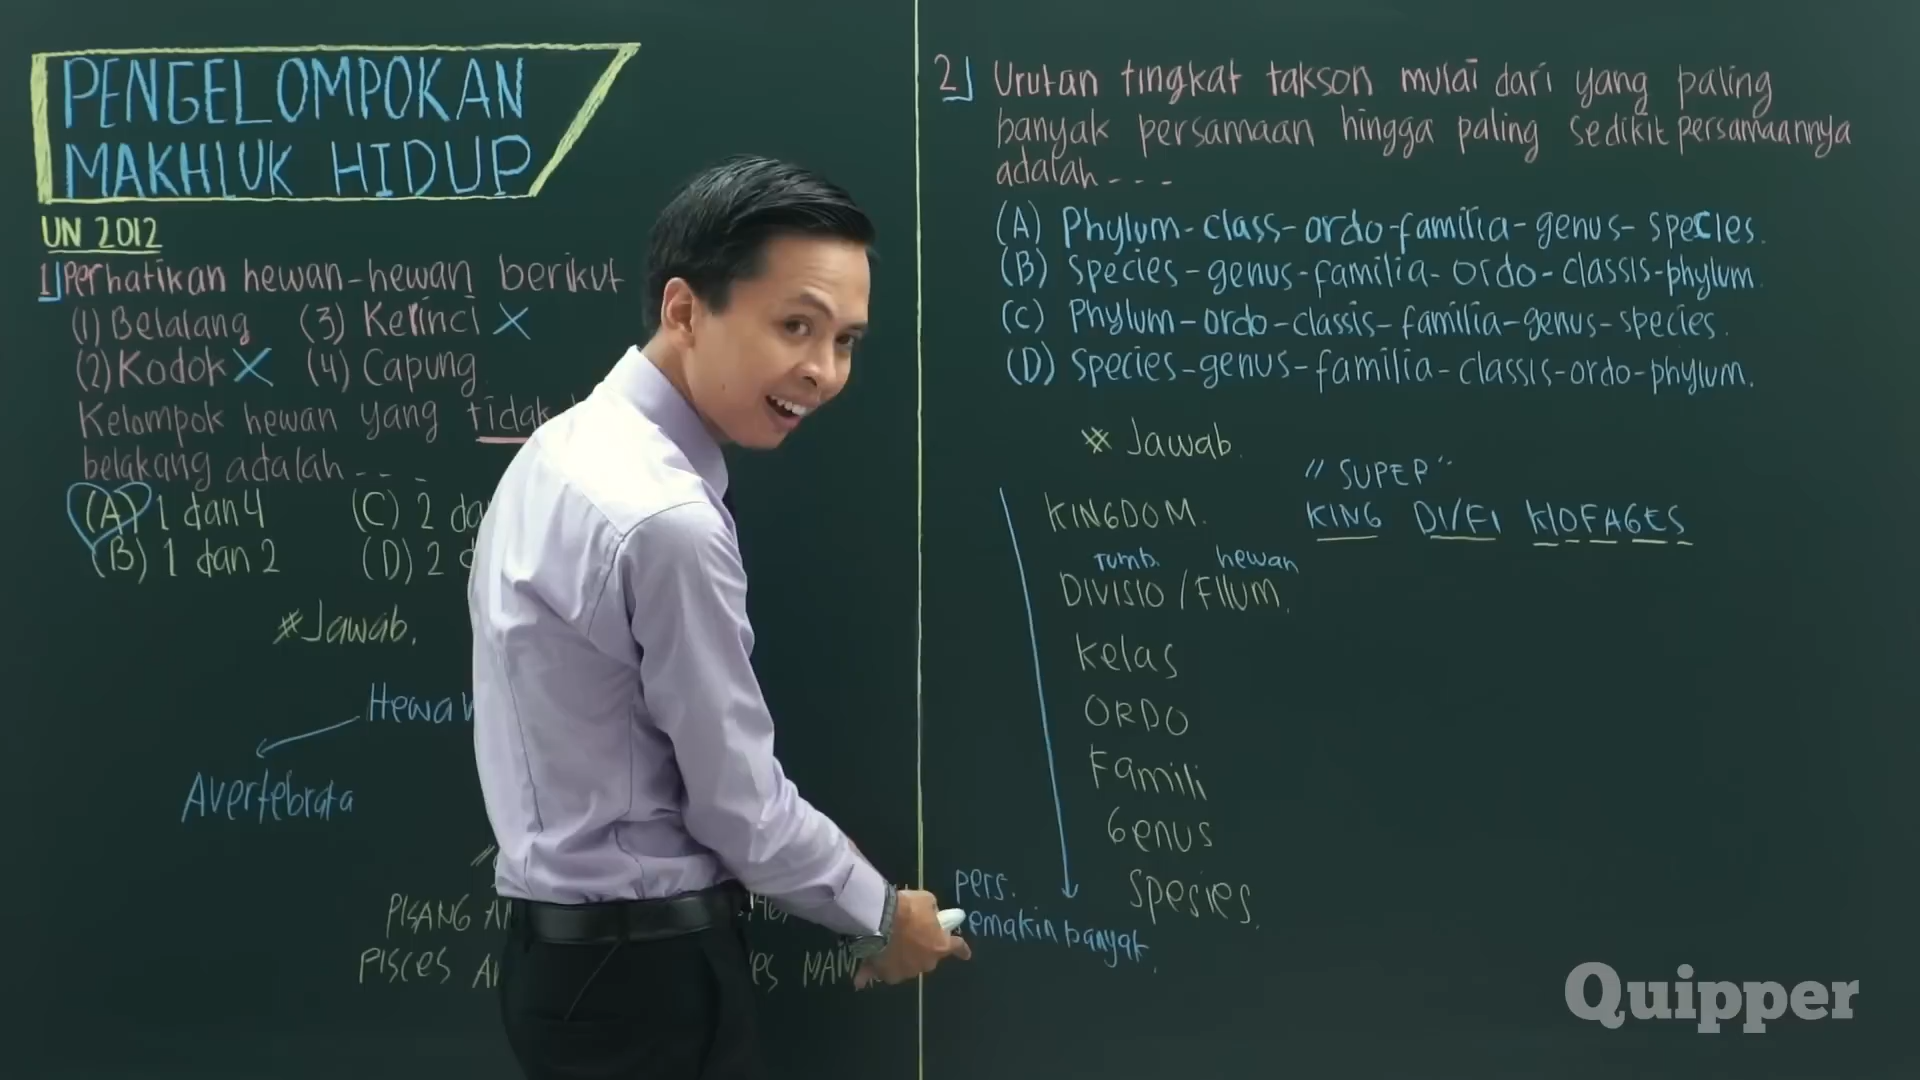 PENGELOMPOKAN
MAKHLUK HIDUP
UN 2012
1) Perhatikan hewan-hewan berikut
(1) Belalang (3) Kelinci X
(2) Kodok X (4) Capung
Kelompok hewan yang tidak
belakang adalah - - -
(A) 1 dan 4 (C) 2 da
(B) 1 dan 2 (D) 2 d
* Jawab.
Hewa
Avertebrata
PISANG
PISCES
2) Urutan tingkat takson mulai dari yang paling
banyak persamaan hingga paling sedikit persamaannya
adalah - - -
(A) Phylum-class-ordo-familia-genus-species.
(B) Species-genus-familia-ordo-classis-phylum.
(C) Phylum-ordo-classis-familia-genus-species.
(D) Species-genus-familia-classis-ordo-phylum.
* Jawab.
"SUPER"
KINGDOM. KING DI/FI KLOFAGES
Tumb. hewan
DIVISIO / FILUM.
Kelas
ORDO
Famili
Genus
Spesies.
pers.
semakin banyak.
Quipper